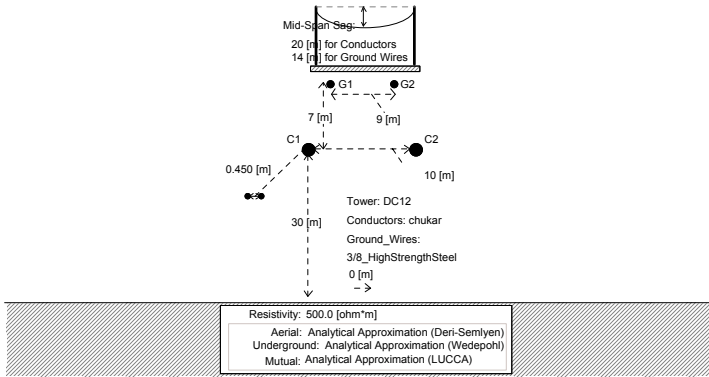 Mid-Span Sag:
20 [m] for Conductors
14 [m] for Ground Wires
G1
G2
7 [m]
9 [m]
C1
C2
0.450 [m]
10 [m]
30 [m]
Tower: DC12
Conductors: chukar
Ground_Wires:
3/8_HighStrengthSteel
0 [m]
Resistivity: 500.0 [ohm*m]
Aerial: Analytical Approximation (Deri-Semlyen)
Underground: Analytical Approximation (Wedepohl)
Mutual: Analytical Approximation (LUCCA)